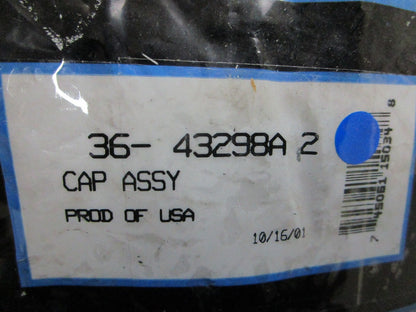 36- 43298A 2
CAP ASSY
PROD OF USA
10/16/01